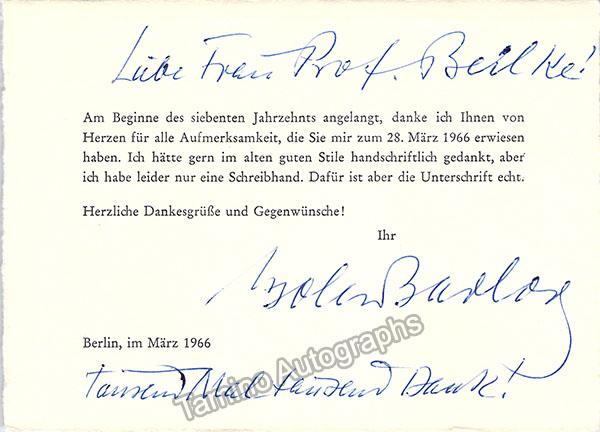 Liebe Frau Prof. Beilke!
Am Beginne des siebenten Jahrzehnts angelangt, danke ich Ihnen von
Herzen für alle Aufmerksamkeit, die Sie mir zum 28. März 1966 erwiesen
haben. Ich hätte gern im alten guten Stile handschriftlich gedankt, aber
ich habe leider nur eine Schreibhand. Dafür ist aber die Unterschrift echt.
Herzliche Dankesgrüße und Gegenwünsche!
Ihr
Berlin, im März 1966
Tausend Mal tausend Dank!
Tamino Autographs